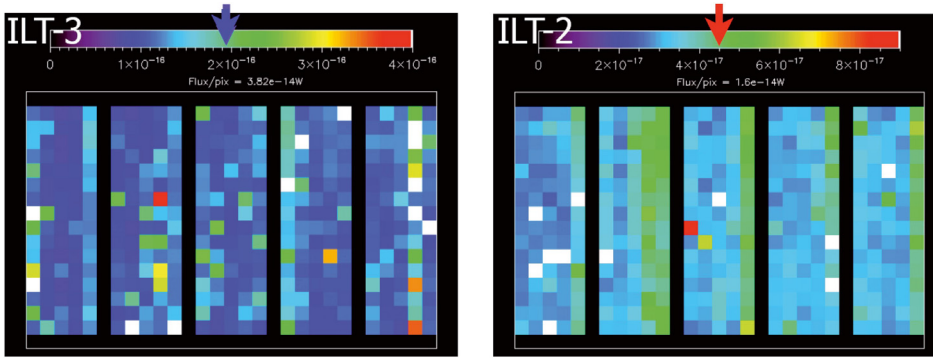 ILT-3
0 1×10⁻¹⁶ 2×10⁻¹⁶ 3×10⁻¹⁶ 4×10⁻¹⁶
Flux/pix = 3.82e-14W
ILT-2
0 2×10⁻¹⁷ 4×10⁻¹⁷ 6×10⁻¹⁷ 8×10⁻¹⁷
Flux/pix = 1.6e-14W